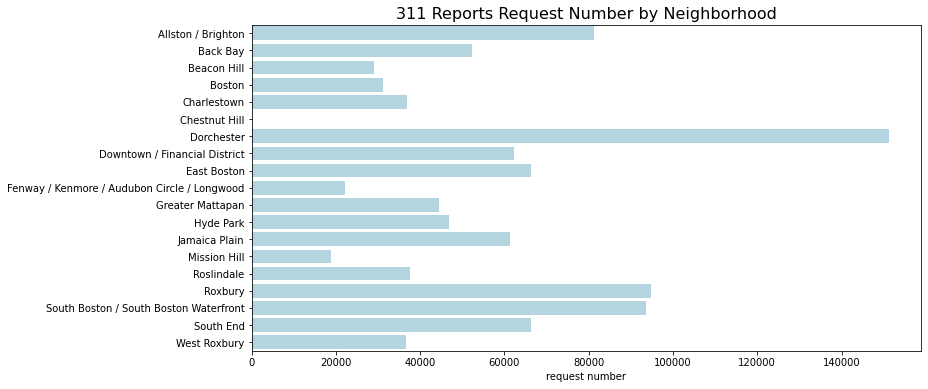 311 Reports Request Number by Neighborhood
Allston / Brighton
Back Bay
Beacon Hill
Boston
Charlestown
Chestnut Hill
Dorchester
Downtown / Financial District
East Boston
Fenway / Kenmore / Audubon Circle / Longwood
Greater Mattapan
Hyde Park
Jamaica Plain
Mission Hill
Roslindale
Roxbury
South Boston / South Boston Waterfront
South End
West Roxbury
0 20000 40000 60000 80000 100000 120000 140000
request number